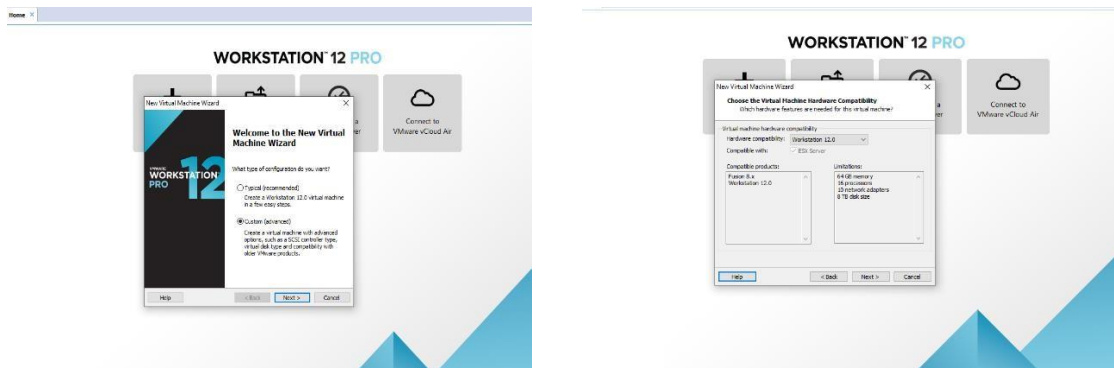 Home ×
WORKSTATION™ 12 PRO
Connect to
VMware vCloud Air
New Virtual Machine Wizard
VMWARE
WORKSTATION
PRO 12
Welcome to the New Virtual
Machine Wizard
What type of configuration do you want?
Typical (recommended)
Create a Workstation 12.0 virtual machine
in a few easy steps.
Custom (advanced)
Create a virtual machine with advanced
options, such as a SCSI controller type,
virtual disk type and compatibility with
older VMware products.
Help
< Back
Next >
Cancel
WORKSTATION™ 12 PRO
Connect to
VMware vCloud Air
New Virtual Machine Wizard
Choose the Virtual Machine Hardware Compatibility
Which hardware features are needed for this virtual machine?
Virtual machine hardware compatibility
Hardware compatibility: Workstation 12.0
Compatible with: ESX Server
Compatible products:
Fusion 8.x
Workstation 12.0
Limitations:
64 GB memory
16 processors
10 network adapters
8 TB disk size
Help
< Back
Next >
Cancel